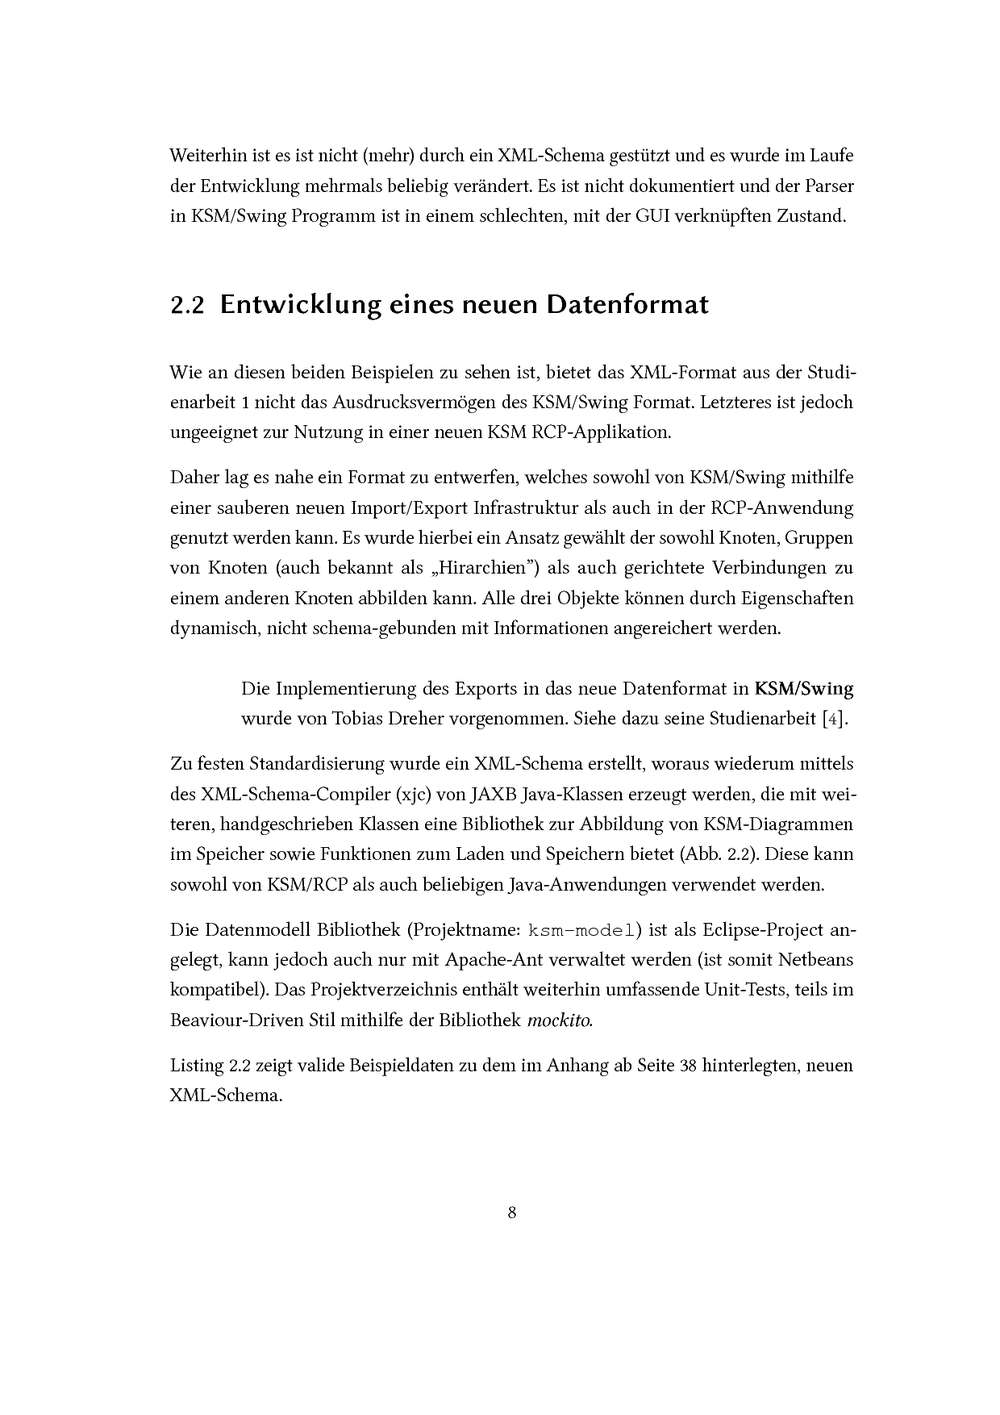 Weiterhin ist es ist nicht (mehr) durch ein XML-Schema gestützt und es wurde im Laufe
der Entwicklung mehrmals beliebig verändert. Es ist nicht dokumentiert und der Parser
in KSM/Swing Programm ist in einem schlechten, mit der GUI verknüpften Zustand.
2.2 Entwicklung eines neuen Datenformat
Wie an diesen beiden Beispielen zu sehen ist, bietet das XML-Format aus der Studi-
enarbeit 1 nicht das Ausdrucksvermögen des KSM/Swing Format. Letzteres ist jedoch
ungeeignet zur Nutzung in einer neuen KSM RCP-Applikation.
Daher lag es nahe ein Format zu entwerfen, welches sowohl von KSM/Swing mithilfe
einer sauberen neuen Import/Export Infrastruktur als auch in der RCP-Anwendung
genutzt werden kann. Es wurde hierbei ein Ansatz gewählt der sowohl Knoten, Gruppen
von Knoten (auch bekannt als „Hirarchien”) als auch gerichtete Verbindungen zu
einem anderen Knoten abbilden kann. Alle drei Objekte können durch Eigenschaften
dynamisch, nicht schema-gebunden mit Informationen angereichert werden.
Die Implementierung des Exports in das neue Datenformat in KSM/Swing
wurde von Tobias Dreher vorgenommen. Siehe dazu seine Studienarbeit [4].
Zu festen Standardisierung wurde ein XML-Schema erstellt, woraus wiederum mittels
des XML-Schema-Compiler (xjc) von JAXB Java-Klassen erzeugt werden, die mit wei-
teren, handgeschrieben Klassen eine Bibliothek zur Abbildung von KSM-Diagrammen
im Speicher sowie Funktionen zum Laden und Speichern bietet (Abb. 2.2). Diese kann
sowohl von KSM/RCP als auch beliebigen Java-Anwendungen verwendet werden.
Die Datenmodell Bibliothek (Projektname: ksm-model) ist als Eclipse-Project an-
gelegt, kann jedoch auch nur mit Apache-Ant verwaltet werden (ist somit Netbeans
kompatibel). Das Projektverzeichnis enthält weiterhin umfassende Unit-Tests, teils im
Beaviour-Driven Stil mithilfe der Bibliothek mockito.
Listing 2.2 zeigt valide Beispieldaten zu dem im Anhang ab Seite 38 hinterlegten, neuen
XML-Schema.
8